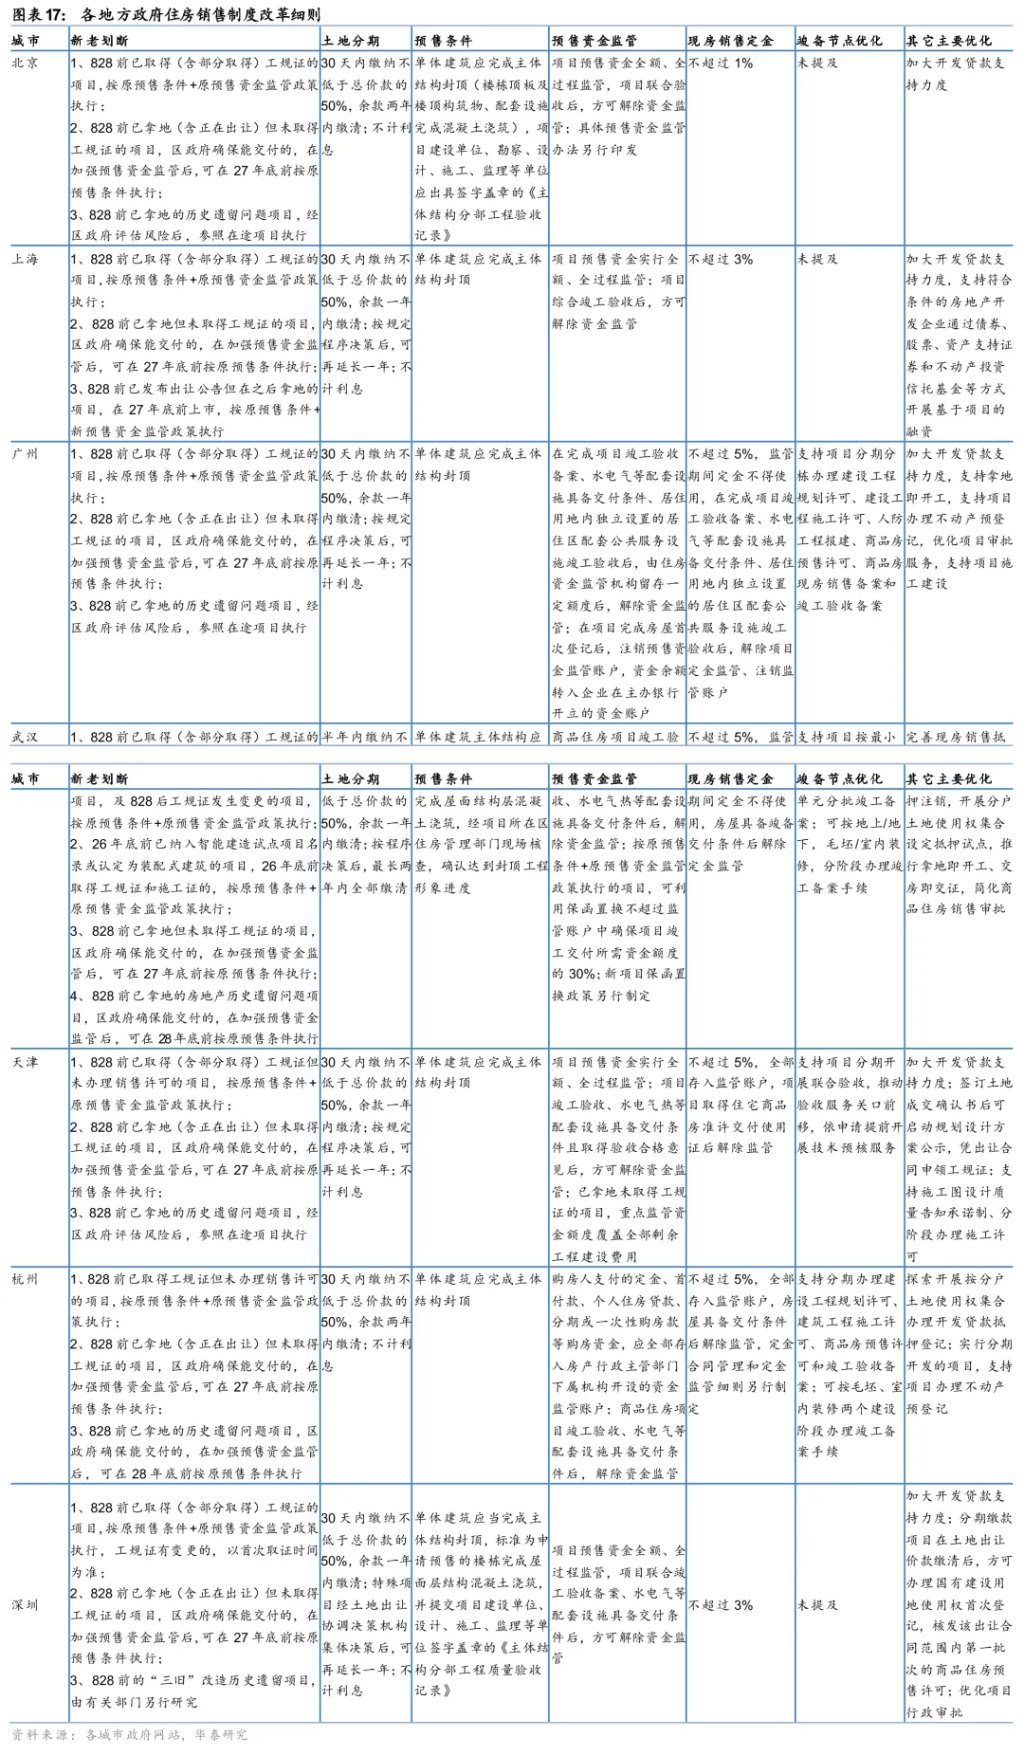 图表17： 各地方政府住房销售制度改革细则
城市
新老划断
土地分期
预售条件
预售资金监管
现房销售定金
竣备节点优化
其它主要优化
北京
1、828 前已取得（含部分取得）工规证的
项目，按原预售条件+原预售资金监管政策
执行；
2、828 前已拿地（含正在出让）但未取得
工规证的项目，区政府确保能交付的，在
加强预售资金监管后，可在 27 年底前按原
预售条件执行；
3、828 前已拿地的历史遗留问题项目，经
区政府评估风险后，参照在途项目执行
30 天内缴纳不
低于总价款的
50%，余款两年
内缴清；不计利
息
单体建筑应完成主体
结构封顶（楼栋顶板及
楼顶构筑物、配套设施
完成混凝土浇筑），项
目建设单位、勘察、设
计、施工、监理等单位
应出具签字盖章的《主
体结构分部工程验收
记录》
项目预售资金全额、全
过程监管，项目联合验
收后，方可解除资金监
管；具体预售资金监管
办法另行印发
不超过 1%
未提及
加大开发贷款支
持力度
上海
1、828 前已取得（含部分取得）工规证的
项目，按原预售条件+原预售资金监管政策
执行；
2、828 前已拿地但未取得工规证的项目，
区政府确保能交付的，在加强预售资金监
管后，可在 27 年底前按原预售条件执行；
3、828 前已发布出让公告但在之后拿地的
项目，在 27 年底前上市，按原预售条件+
新预售资金监管政策执行
30 天内缴纳不
低于总价款的
50%，余款一年
内缴清；按规定
程序决策后，可
再延长一年；不
计利息
单体建筑应完成主体
结构封顶
项目预售资金实行全
额、全过程监管；项目
综合竣工验收后，方可
解除资金监管
不超过 3%
未提及
加大开发贷款支
持力度，支持符合
条件的房地产开
发企业通过债券、
股票、资产支持证
券和不动产投资
信托基金等方式
开展基于项目的
融资
广州
1、828 前已取得（含部分取得）工规证的
项目，按原预售条件+原预售资金监管政策
执行；
2、828 前已拿地（含正在出让）但未取得
工规证的项目，区政府确保能交付的，在
加强预售资金监管后，可在 27 年底前按原
预售条件执行；
3、828 前已拿地的历史遗留问题项目，经
区政府评估风险后，参照在途项目执行
30 天内缴纳不
低于总价款的
50%，余款一年
内缴清；按规定
程序决策后，可
再延长一年；不
计利息
单体建筑应完成主体
结构封顶
在完成项目竣工验收
备案、水电气等配套设
施具备交付条件、居住
用地内独立设置的居
住区配套公共服务设
施竣工验收后，由住房
资金监管机构留存一
定额度后，解除资金监
管；在项目完成房屋首
次登记后，注销预售资
金监管账户，资金余额
转入企业在主办银行
开立的资金账户
不超过 5%，监管
期间定金不得使
用，在完成项目竣
工验收备案、水电
气等配套设施具
备交付条件、居住
用地内独立设置
的居住区配套公
共服务设施竣工
验收后，解除项目
定金监管、注销监
管账户
支持项目分期分
栋办理建设工程
规划许可、建设工
程施工许可、人防
工程报建、商品房
预售许可、商品房
现房销售备案和
竣工验收备案
加大开发贷款支
持力度，支持拿地
即开工，支持项目
办理不动产预登
记，优化项目审批
服务，支持项目施
工建设
武汉
1、828 前已取得（含部分取得）工规证的
半年内缴纳不
单体建筑主体结构应
商品住房项目竣工验
不超过 5%，监管
支持项目按最小
完善现房销售抵
城市
新老划断
土地分期
预售条件
预售资金监管
现房销售定金
竣备节点优化
其它主要优化
项目，及 828 后工规证发生变更的项目，
按原预售条件+原预售资金监管政策执行；
2、26 年底前已纳入智能建造试点项目名
录或认定为装配式建筑的项目，26 年底前
取得工规证和施工证的，按原预售条件+
原预售资金监管政策执行；
3、828 前已拿地但未取得工规证的项目，
区政府确保能交付的，在加强预售资金监
管后，可在 27 年底前按原预售条件执行；
4、828 前已拿地的房地产历史遗留问题项
目，区政府确保能交付的，在加强预售资金
监管后，可在 28 年底前按原预售条件执行
低于总价款的
50%，余款一年
内缴清；按程序
决策后，最长两
年内全部缴清
完成屋面结构层混凝
土浇筑，经项目所在区
住房管理部门现场核
查，确认达到封顶工程
形象进度
收、水电气热等配套设
施具备交付条件后，解
除监管；按原预售资
条件+原预售资金监管
政策执行的项目，可利
用保函置换不超过监
管账户中确保项目竣
工交付所需资金额度
的 30%；新项目保函置
换政策另行制定
期间定金不得使
用，房屋具备竣备
交付条件后解除
定金监管
单元分批竣工备
案；可按地上/地
下，毛坯/室内装
修，分阶段办理竣
工备案手续
押注销，开展分户
土地使用权集合
设定抵押试点，推
行拿地即开工、交
房即交证，简化商
品住房销售审批
天津
1、828 前已取得（含部分取得）工规证但
未办理销售许可的项目，按原预售条件+
原预售资金监管政策执行；
2、828 前已拿地（含正在出让）但未取得
工规证的项目，区政府确保能交付的，在
加强预售资金监管后，可在 27 年底前按原
预售条件执行；
3、828 前已拿地的历史遗留问题项目，经
区政府评估风险后，参照在途项目执行
30 天内缴纳不
低于总价款的
50%，余款一年
内缴清；按规定
程序决策后，可
再延长一年；不
计利息
单体建筑应完成主体
结构封顶
项目预售资金实行全
额、全过程监管；项目
竣工验收、水电气热等
配套设施具备交付条
件且取得验收合格意
见后，方可解除资金监
管；已拿地未取得工规
证的项目，重点监管资
金额度覆盖全部剩余
工程建设费用
不超过 5%，全部
存入监管账户，项
目取得住宅商品
房准许交付使用
证后解除监管
支持项目分期开
展联合验收，推动
验收服务关口前
移，依申请提前开
展技术预核服务
加大开发贷款支
持力度；签订土地
成交确认书后可
启动规划设计方
案公示，凭出让合
同申领工规证；支
持施工图设计质
量告知承诺制、分
阶段办理施工许
可
杭州
1、828 前已取得工规证但未办理销售许可
的项目，按原预售条件+原预售资金监管政
策执行；
2、828 前已拿地（含正在出让）但未取得
工规证的项目，区政府确保能交付的，在
加强预售资金监管后，可在 27 年底前按原
预售条件执行；
3、828 前已拿地的历史遗留问题项目，区
政府确保能交付的，在加强预售资金监管
后，可在 28 年底前按原预售条件执行
30 天内缴纳不
低于总价款的
50%，余款两年
内缴清；不计利
息
单体建筑应完成主体
结构封顶
购房人支付的定金、首
付款、个人住房贷款、
分期或一次性购房款
等购房资金，应全部存
入房产行政主管部门
下属机构开设的资金
监管账户；商品住房项
目竣工验收、水电气等
配套设施具备交付条
件后，解除资金监管
不超过 5%，全部
存入监管账户，房
屋具备交付条件
后解除监管，定金
合同管理和定金
监管细则另行制
定
支持分期办理建
设工程规划许可、
建筑工程施工许
可、商品房预售许
可和竣工验收备
案；可按毛坯、室
内装修两个建设
阶段办理竣工备
案手续
探索开展按分户
土地使用权集合
办理开发贷款抵
押登记；实行分期
开发的项目，支持
项目办理不动产
预登记
深圳
1、828 前已取得（含部分取得）工规证的
项目，按原预售条件+原预售资金监管政策
执行，工规证有变更的，以首次取证时间
为准；
2、828 前已拿地（含正在出让）但未取得
工规证的项目，区政府确保能交付的，在
加强预售资金监管后，可在 27 年底前按原
预售条件执行；
3、828 前的“三旧”改造历史遗留项目，
由有关部门另行研究
30 天内缴纳不
低于总价款的
50%，余款一年
内缴清；特殊项
目经土地出让
协调决策机构
集体决策后，可
再延长一年；不
计利息
单体建筑应当完成主
体结构封顶，标准为申
请预售的楼栋完成屋
面层结构混凝土浇筑，
并提交项目建设单位、
设计、施工、监理等单
位签字盖章的《主体结
构分部工程质量验收
记录》
项目预售资金全额、全
过程监管，项目联合竣
工验收备案、水电气等
配套设施具备交付条
件后，方可解除资金监
管
不超过 3%
未提及
加大开发贷款支
持力度；分期缴款
项目在土地出让
价款缴清后，方可
办理国有建设用
地使用权首次登
记，核发该出让合
同范围内第一批
次的商品住房预
售许可；优化项目
行政审批
资料来源：各城市政府网站，华泰研究